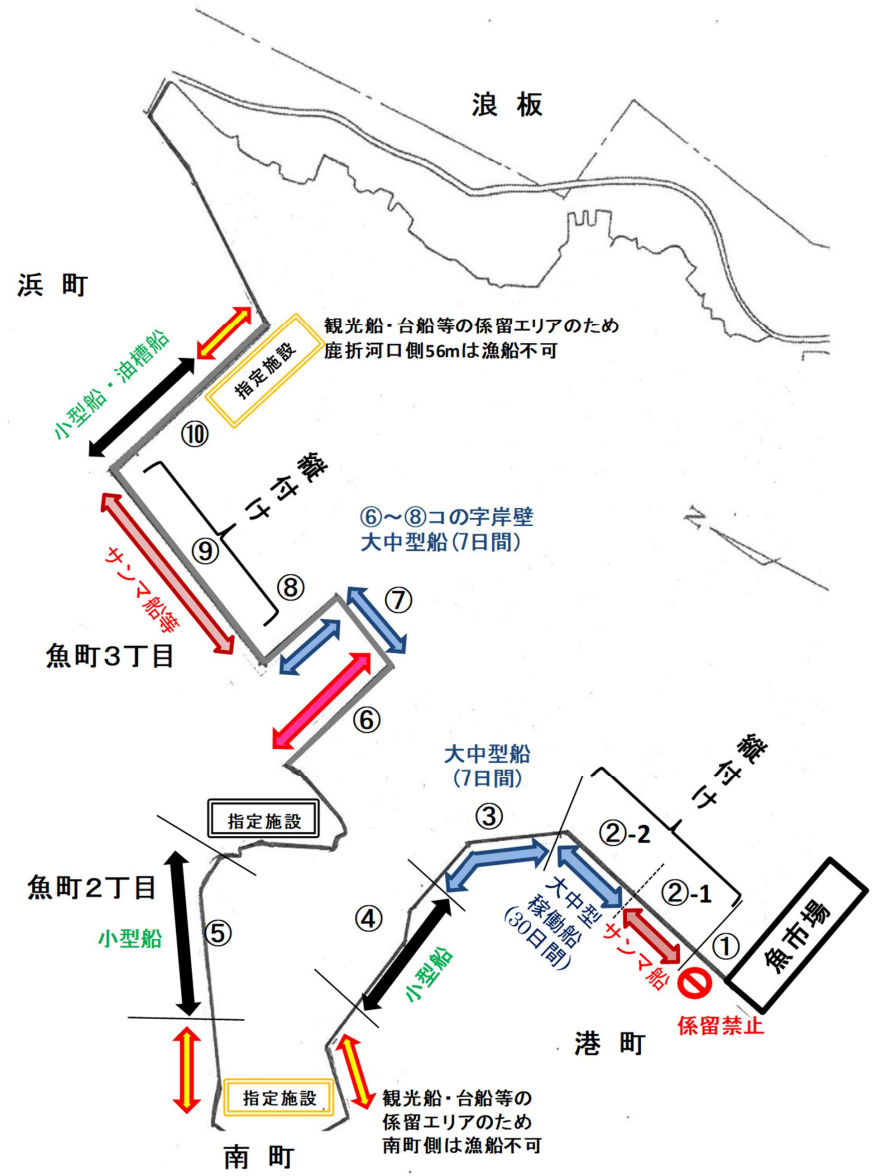 浪板
浜町
観光船・台船等の係留エリアのため
鹿折河口側56mは漁船不可
指定施設
小型船・油槽船
⑩
縦付け
⑥～⑧コの字岸壁
大中型船(7日間)
⑨
⑧
⑦
サンマ船等
魚町3丁目
⑥
N
縦付け
大中型船
(7日間)
指定施設
③
②-2
②-1
魚町2丁目
小型船
⑤
④
大中型
稼働船
(30日間)
小型船
サンマ船
①
魚市場
係留禁止
港町
指定施設
観光船・台船等の
係留エリアのため
南町側は漁船不可
南町